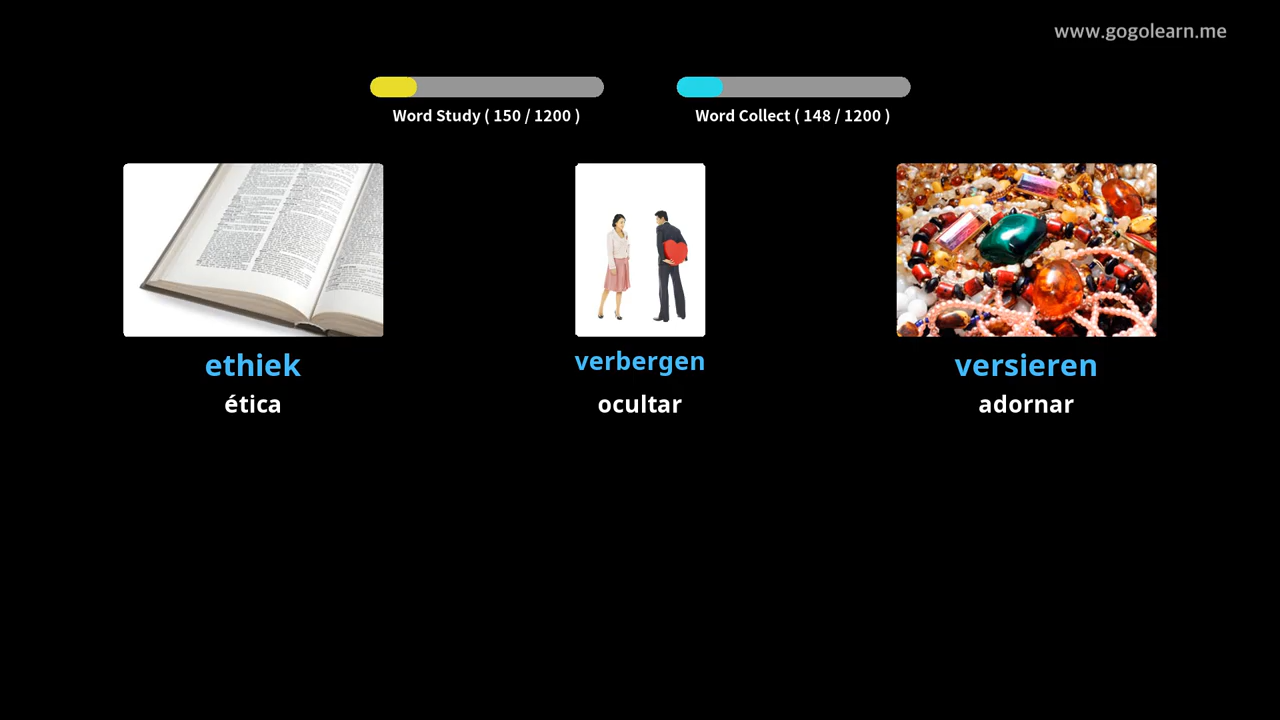 www.gogolearn.me
Word Study ( 150 / 1200 )
Word Collect ( 148 / 1200 )
ethiek
verbergen
versieren
ética
ocultar
adornar